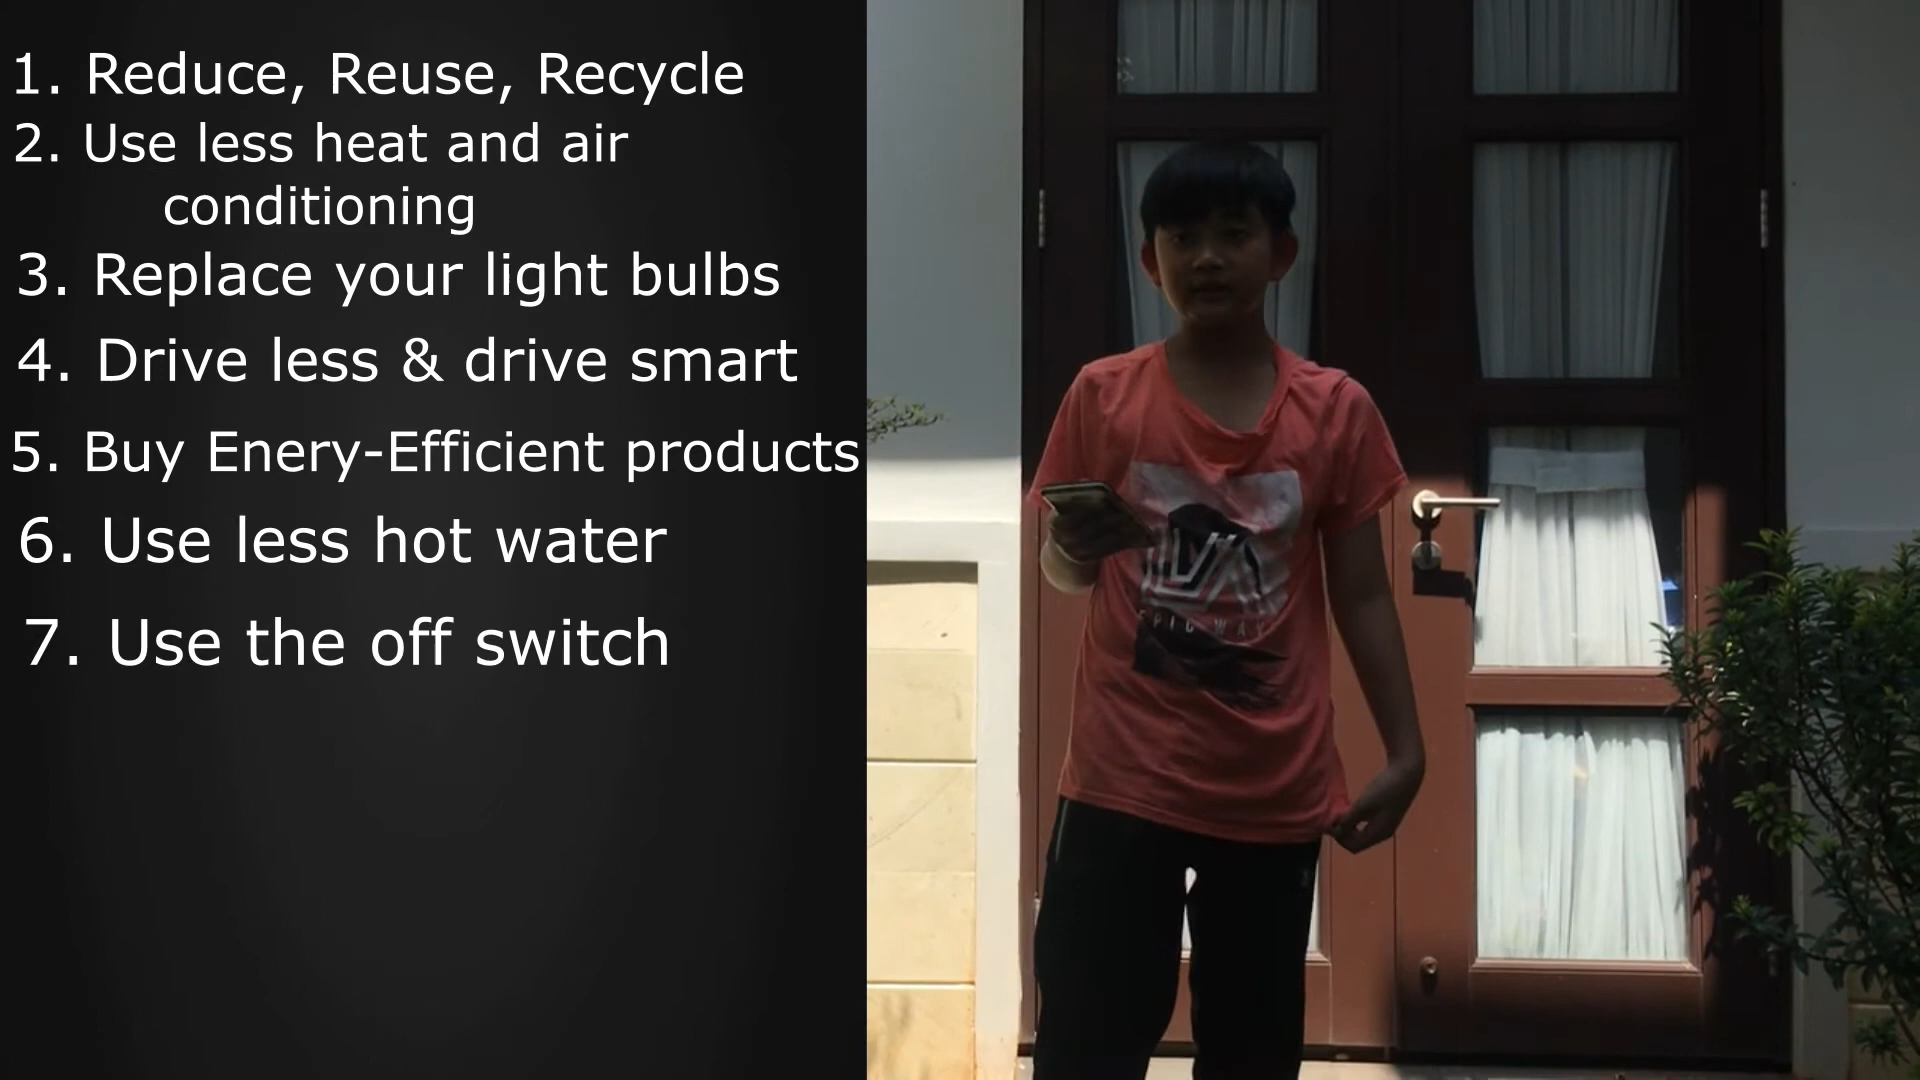 1. Reduce, Reuse, Recycle
2. Use less heat and air
conditioning
3. Replace your light bulbs
4. Drive less & drive smart
5. Buy Enery-Efficient products
6. Use less hot water
7. Use the off switch